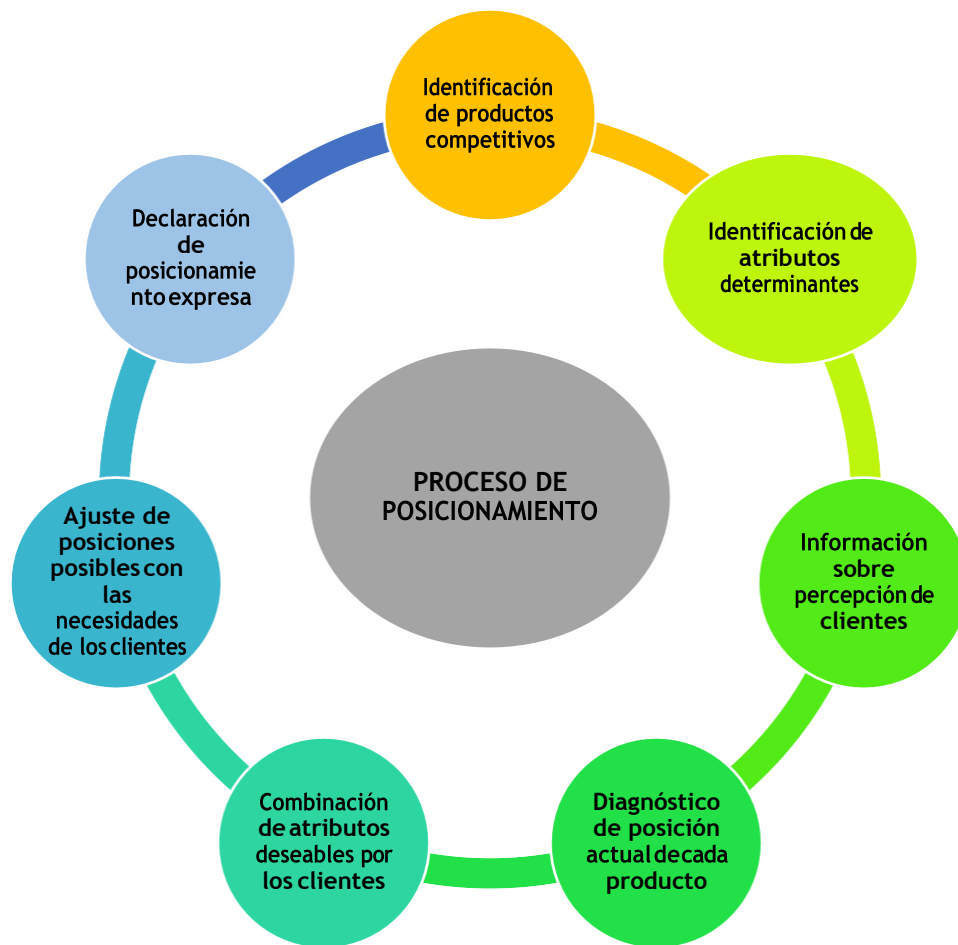 Identificación
de productos
competitivos
Identificación de
atributos
determinantes
Información
sobre
percepción de
clientes
Diagnóstico
de posición
actual de cada
producto
Combinación
de atributos
deseables por
los clientes
Ajuste de
posiciones
posibles con
las
necesidades
de los clientes
Declaración
de
posicionamie
nto expresa
PROCESO DE
POSICIONAMIENTO